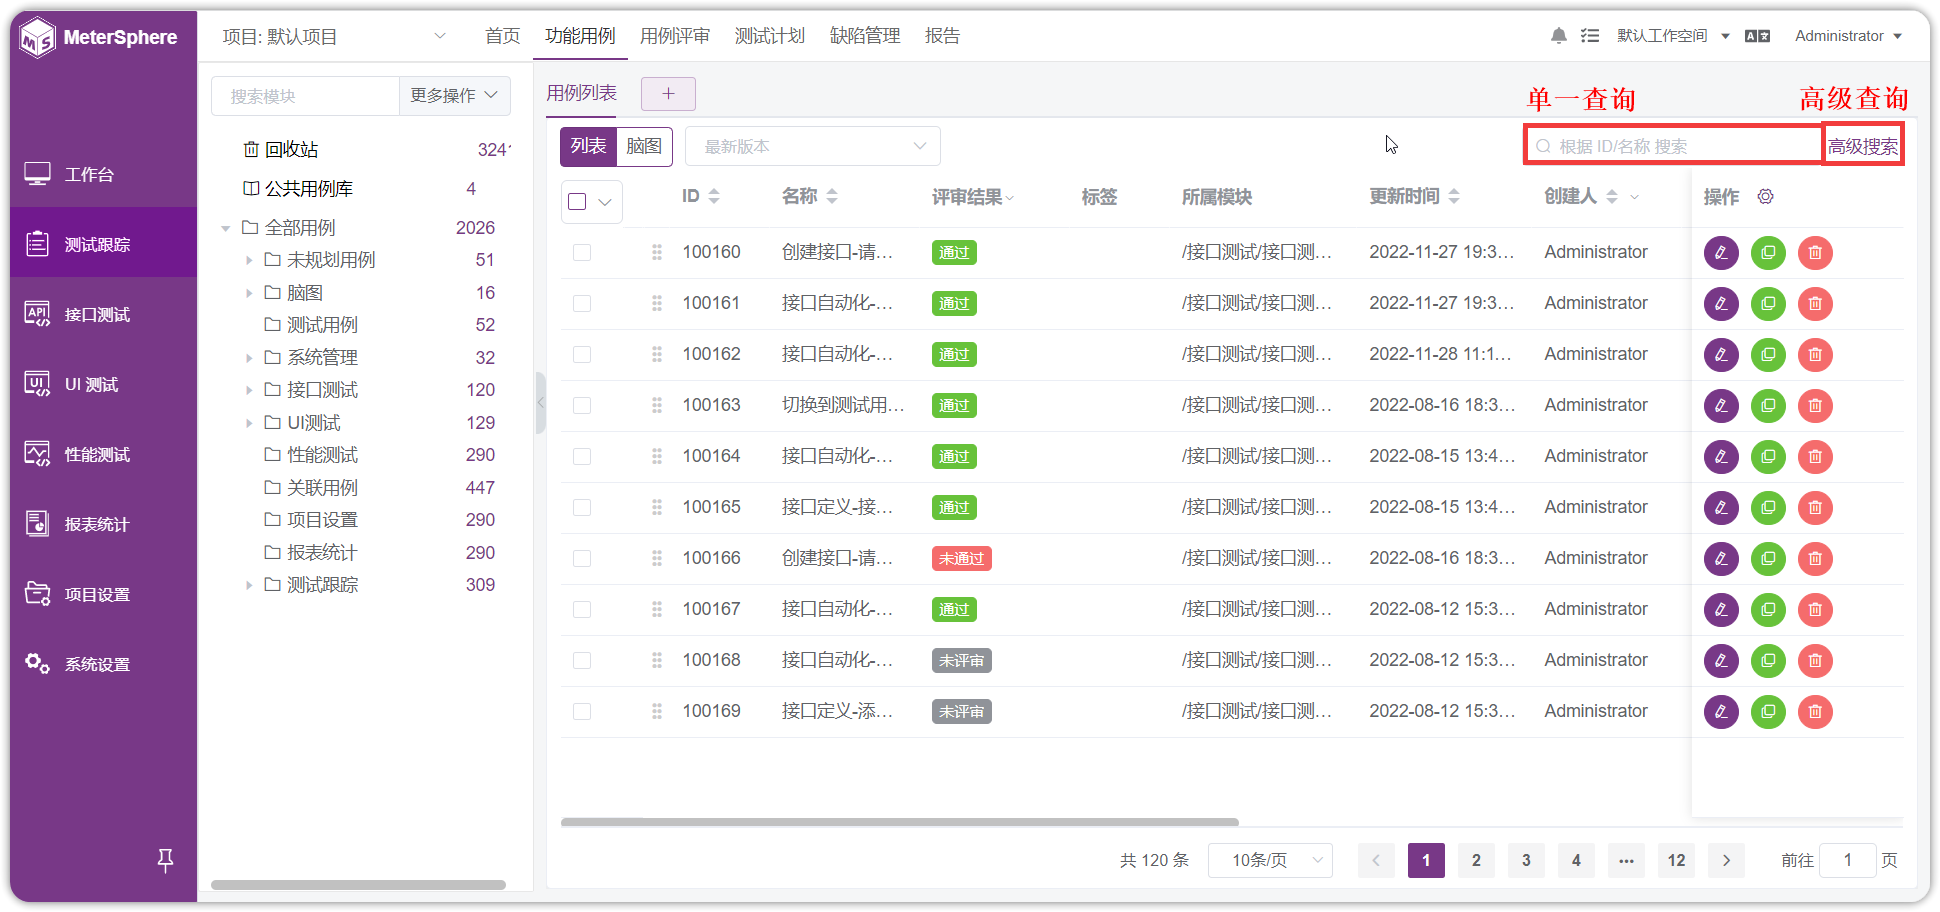 MeterSphere
项目: 默认项目
首页
功能用例
用例评审
测试计划
缺陷管理
报告
默认工作空间
Administrator
工作台
测试跟踪
接口测试
UI 测试
性能测试
报表统计
项目设置
系统设置
搜索模块
更多操作
回收站 324
公共用例库 4
全部用例 2026
未规划用例 51
脑图 16
测试用例 52
系统管理 32
接口测试 120
UI测试 129
性能测试 290
关联用例 447
项目设置 290
报表统计 290
测试跟踪 309
用例列表
+
单一查询
高级查询
列表
脑图
最新版本
根据 ID/名称 搜索
高级搜索
ID 名称 评审结果 标签 所属模块 更新时间 创建人 操作
100160 创建接口-请... 通过 /接口测试/接口测... 2022-11-27 19:3... Administrator
100161 接口自动化-... 通过 /接口测试/接口测... 2022-11-27 19:3... Administrator
100162 接口自动化-... 通过 /接口测试/接口测... 2022-11-28 11:1... Administrator
100163 切换到测试用... 通过 /接口测试/接口测... 2022-08-16 18:3... Administrator
100164 接口自动化-... 通过 /接口测试/接口测... 2022-08-15 13:4... Administrator
100165 接口定义-接... 通过 /接口测试/接口测... 2022-08-15 13:4... Administrator
100166 创建接口-请... 未通过 /接口测试/接口测... 2022-08-16 18:3... Administrator
100167 接口自动化-... 通过 /接口测试/接口测... 2022-08-12 15:3... Administrator
100168 接口自动化-... 未评审 /接口测试/接口测... 2022-08-12 15:3... Administrator
100169 接口定义-添... 未评审 /接口测试/接口测... 2022-08-12 15:3... Administrator
共 120 条 10条/页 1 2 3 4 ... 12 前往 1 页